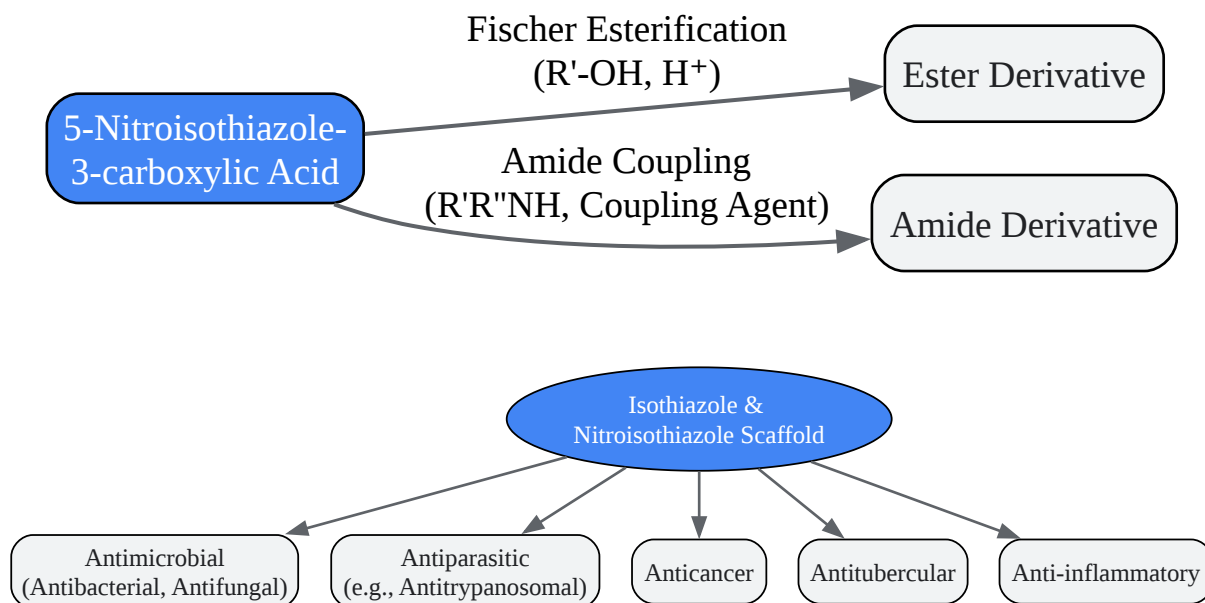 Fischer Esterification
(R'-OH, H⁺)
Ester Derivative
5-Nitroisothiazole-
3-carboxylic Acid
Amide Coupling
(R'R''NH, Coupling Agent)
Amide Derivative
Isothiazole &
Nitroisothiazole Scaffold
Antimicrobial
(Antibacterial, Antifungal)
Antiparasitic
(e.g., Antitrypanosomal)
Anticancer
Antitubercular
Anti-inflammatory